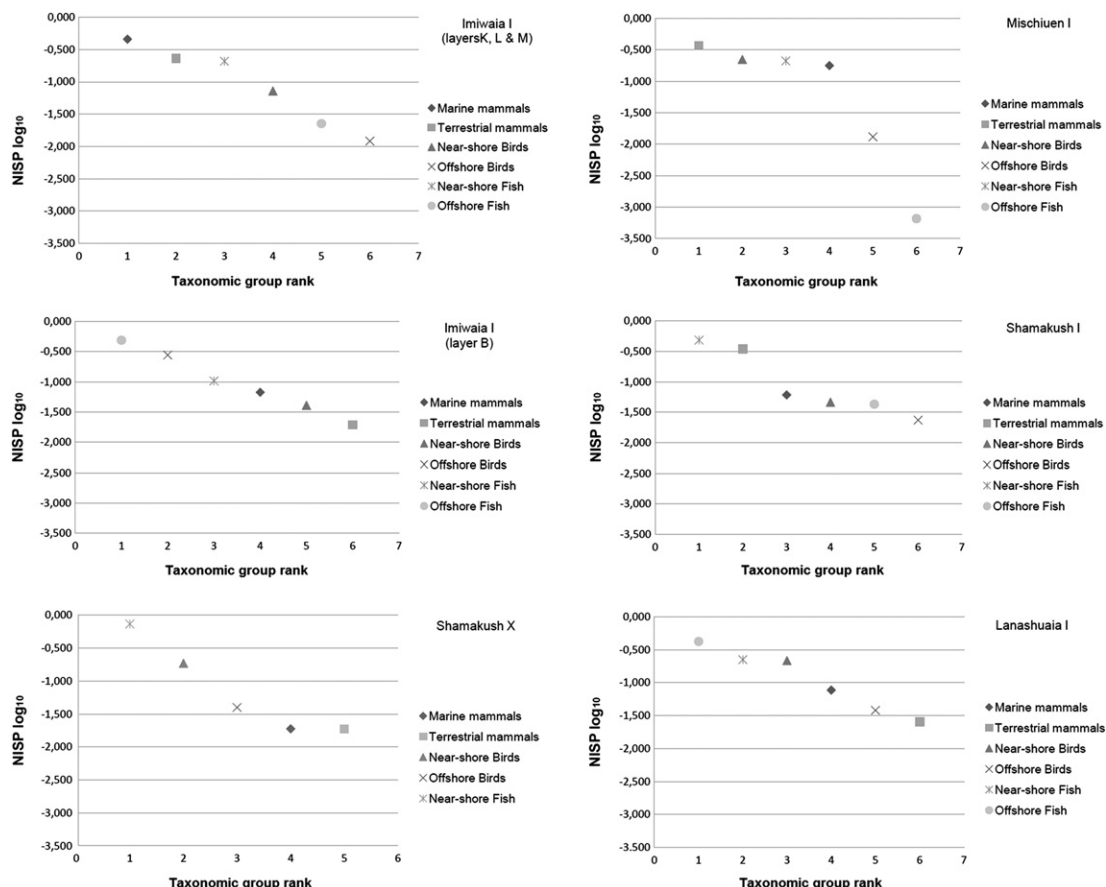 Imiwaia I
(layersK, L & M)
0,000
-0,500
-1,000
-1,500
-2,000
-2,500
-3,000
-3,500
NISP log10
0 1 2 3 4 5 6 7
Taxonomic group rank
Marine mammals
Terrestrial mammals
Near-shore Birds
Offshore Birds
Near-shore Fish
Offshore Fish
Mischiuen I
0,000
-0,500
-1,000
-1,500
-2,000
-2,500
-3,000
-3,500
NISP log10
0 1 2 3 4 5 6 7
Taxonomic group rank
Marine mammals
Terrestrial mammals
Near-shore Birds
Offshore Birds
Near-shore Fish
Offshore Fish
Imiwaia I
(layer B)
0,000
-0,500
-1,000
-1,500
-2,000
-2,500
-3,000
-3,500
NISP log10
0 1 2 3 4 5 6 7
Taxonomic group rank
Marine mammals
Terrestrial mammals
Near-shore Birds
Offshore Birds
Near-shore Fish
Offshore Fish
Shamakush I
0,000
-0,500
-1,000
-1,500
-2,000
-2,500
-3,000
-3,500
NISP log10
0 1 2 3 4 5 6 7
Taxonomic group rank
Marine mammals
Terrestrial mammals
Near-shore Birds
Offshore Birds
Near-shore Fish
Offshore Fish
Shamakush X
0,000
-0,500
-1,000
-1,500
-2,000
-2,500
-3,000
-3,500
NISP log10
0 1 2 3 4 5 6
Taxonomic group rank
Marine mammals
Terrestrial mammals
Near-shore Birds
Offshore Birds
Near-shore Fish
Lanashuaia I
0,000
-0,500
-1,000
-1,500
-2,000
-2,500
-3,000
-3.500
NISP log10
0 1 2 3 4 5 6 7
Taxonomic group rank
Marine mammals
Terrestrial mammals
Near-shore Birds
Offshore Birds
Near-shore Fish
Offshore Fish